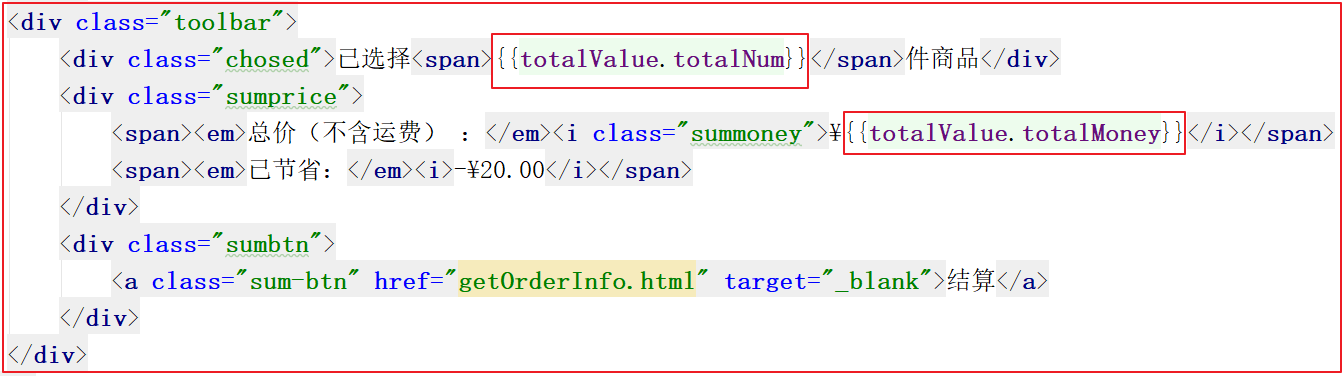 <div class="toolbar">
<div class="chosed">已选择<span>{{totalValue.totalNum}}</span>件商品</div>
<div class="sumprice">
<span><em>总价（不含运费） ：</em><i class="summoney">¥{{totalValue.totalMoney}}</i></span>
<span><em>已节省：</em><i>-¥20.00</i></span>
</div>
<div class="sumbtn">
<a class="sum-btn" href="getOrderInfo.html" target="_blank">结算</a>
</div>
</div>